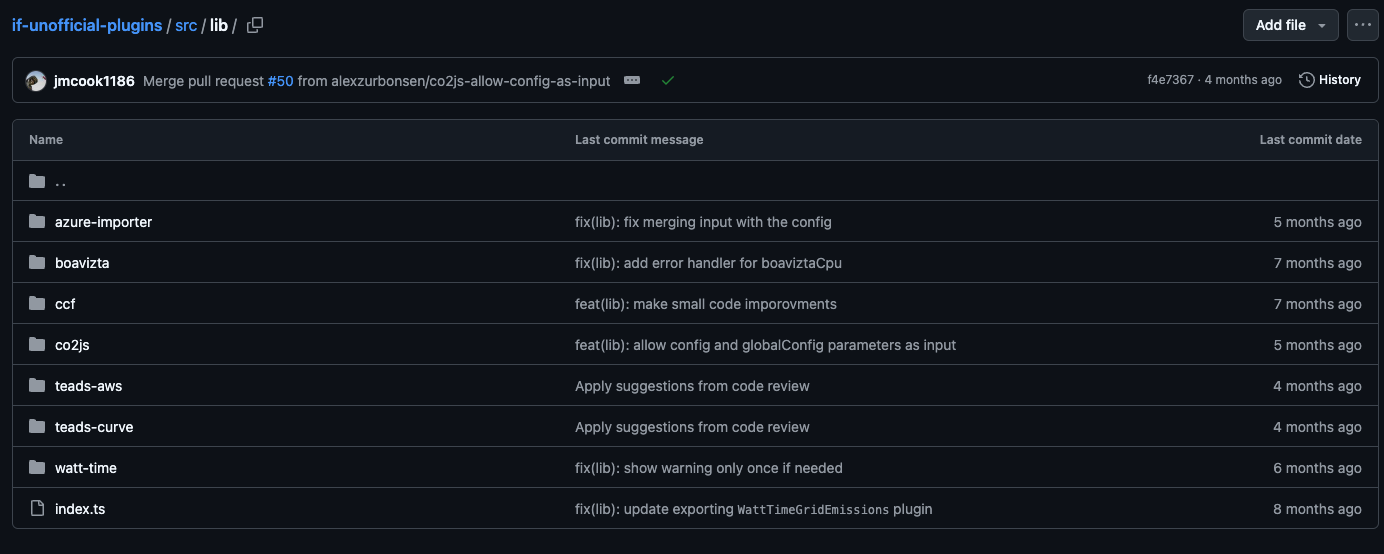 if-unofficial-plugins / src / lib /
Add file
jmcook1186 Merge pull request #50 from alexzurbonsen/co2js-allow-config-as-input
f4e7367 · 4 months ago History
Name Last commit message Last commit date
..
azure-importer fix(lib): fix merging input with the config 5 months ago
boavizta fix(lib): add error handler for boaviztaCpu 7 months ago
ccf feat(lib): make small code imporovments 7 months ago
co2js feat(lib): allow config and globalConfig parameters as input 5 months ago
teads-aws Apply suggestions from code review 4 months ago
teads-curve Apply suggestions from code review 4 months ago
watt-time fix(lib): show warning only once if needed 6 months ago
index.ts fix(lib): update exporting WattTimeGridEmissions plugin 8 months ago